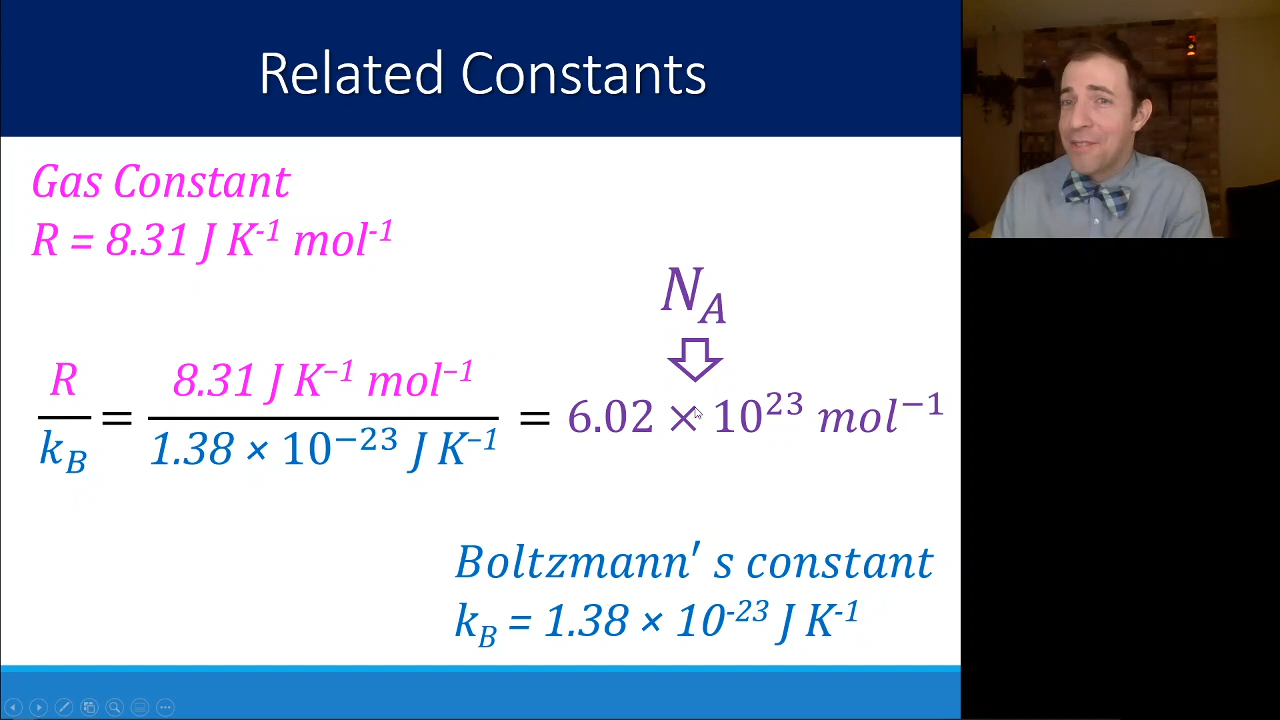 Related Constants
Gas Constant
R = 8.31 J K⁻¹ mol⁻¹
N_A
R/k_B = 8.31 J K⁻¹ mol⁻¹ / 1.38 × 10⁻²³ J K⁻¹ = 6.02 × 10²³ mol⁻¹
Boltzmann′ s constant
k_B = 1.38 × 10⁻²³ J K⁻¹